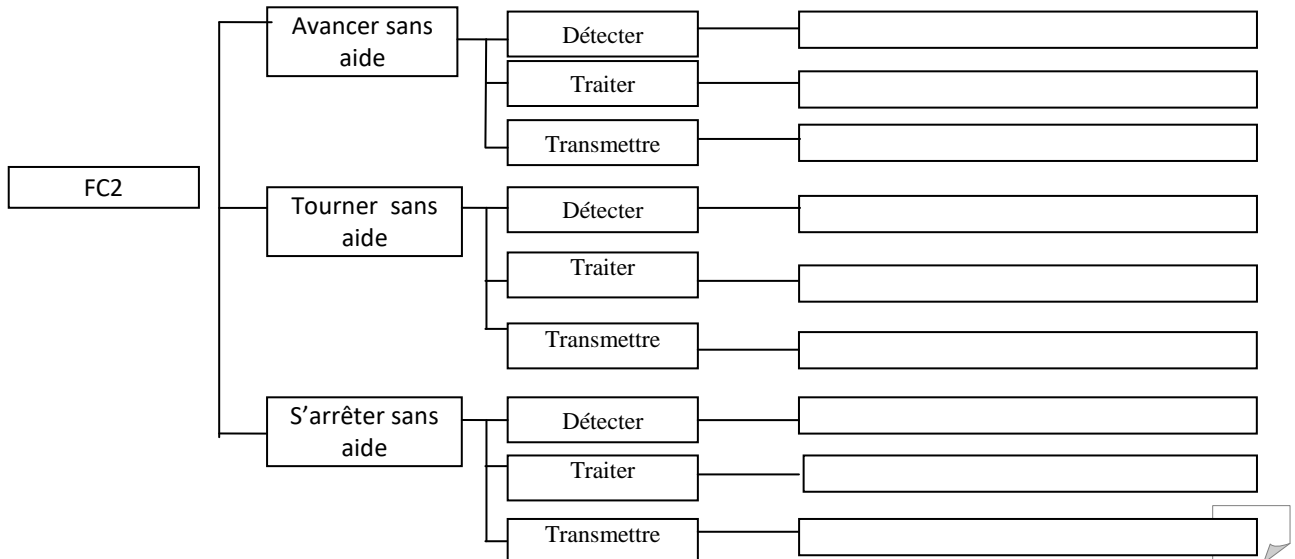 Avancer sans
aide
Détecter
Traiter
Transmettre
FC2
Tourner sans
aide
Détecter
Traiter
Transmettre
S’arrêter sans
aide
Détecter
Traiter
Transmettre